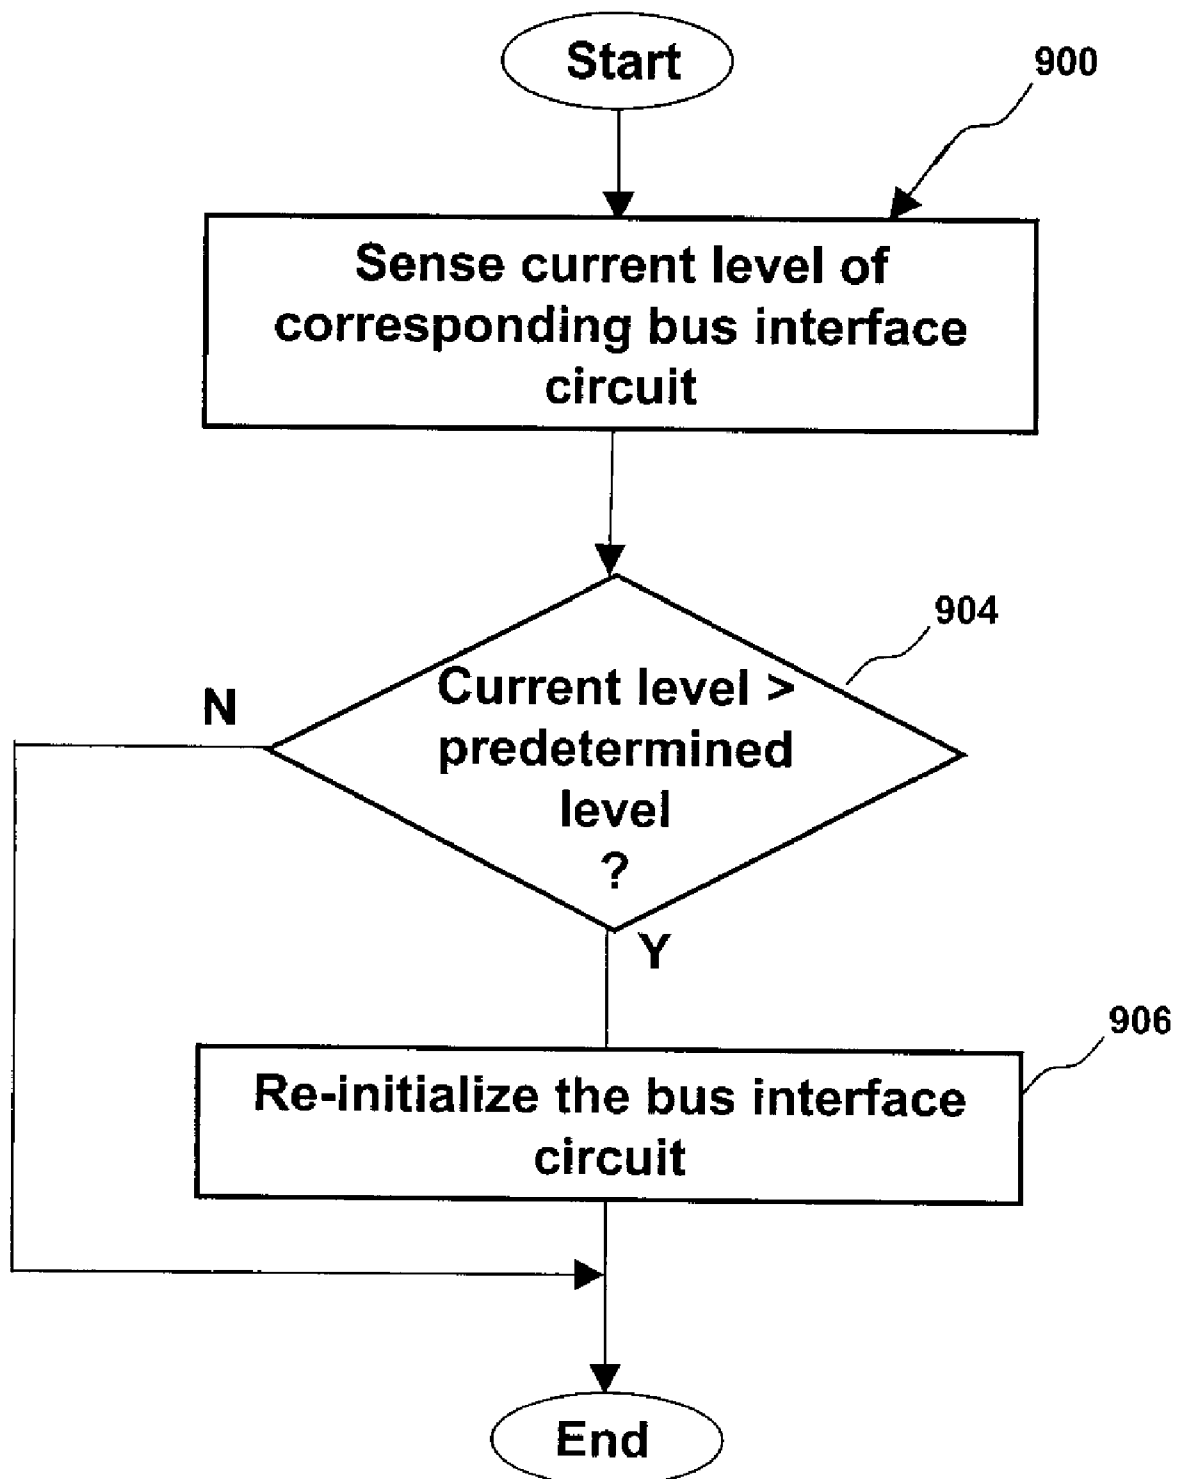 Start
900
Sense current level of
corresponding bus interface
circuit
904
N
Current level >
predetermined
level
?
Y
906
Re-initialize the bus interface
circuit
End